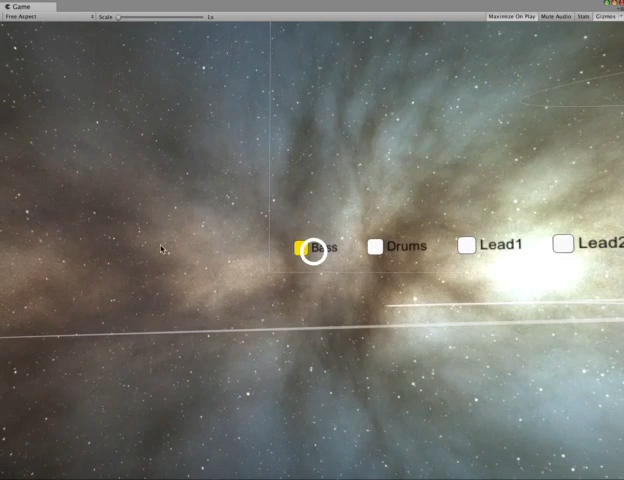 Game
Free Aspect
Scale
1x
Maximize On Play
Mute Audio
Stats
Gizmos
Bass
Drums
Lead1
Lead2